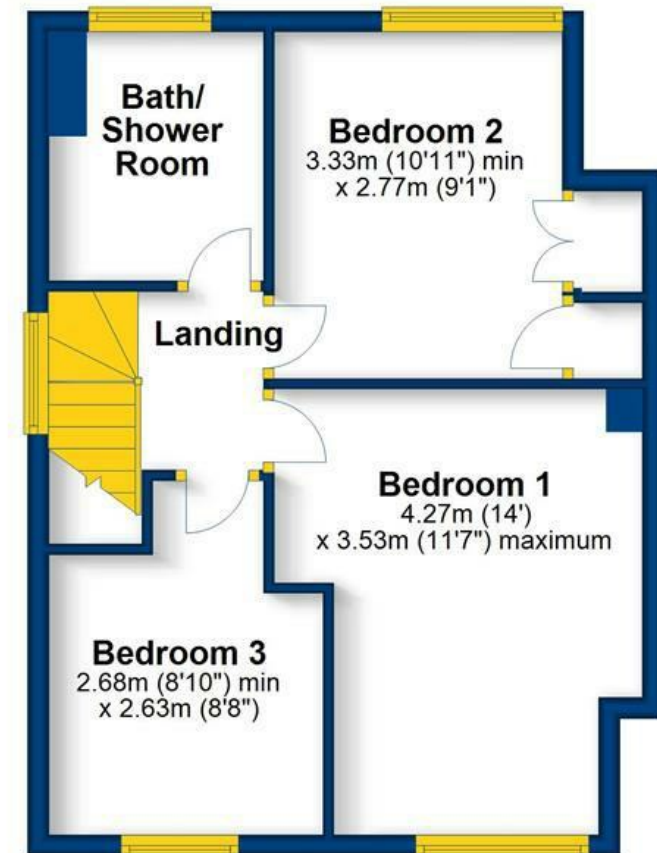 Bath/
Shower
Room
Bedroom 2
3.33m (10'11") min
x 2.77m (9'1")
Landing
Bedroom 1
4.27m (14')
x 3.53m (11'7") maximum
Bedroom 3
2.68m (8'10") min
x 2.63m (8'8")